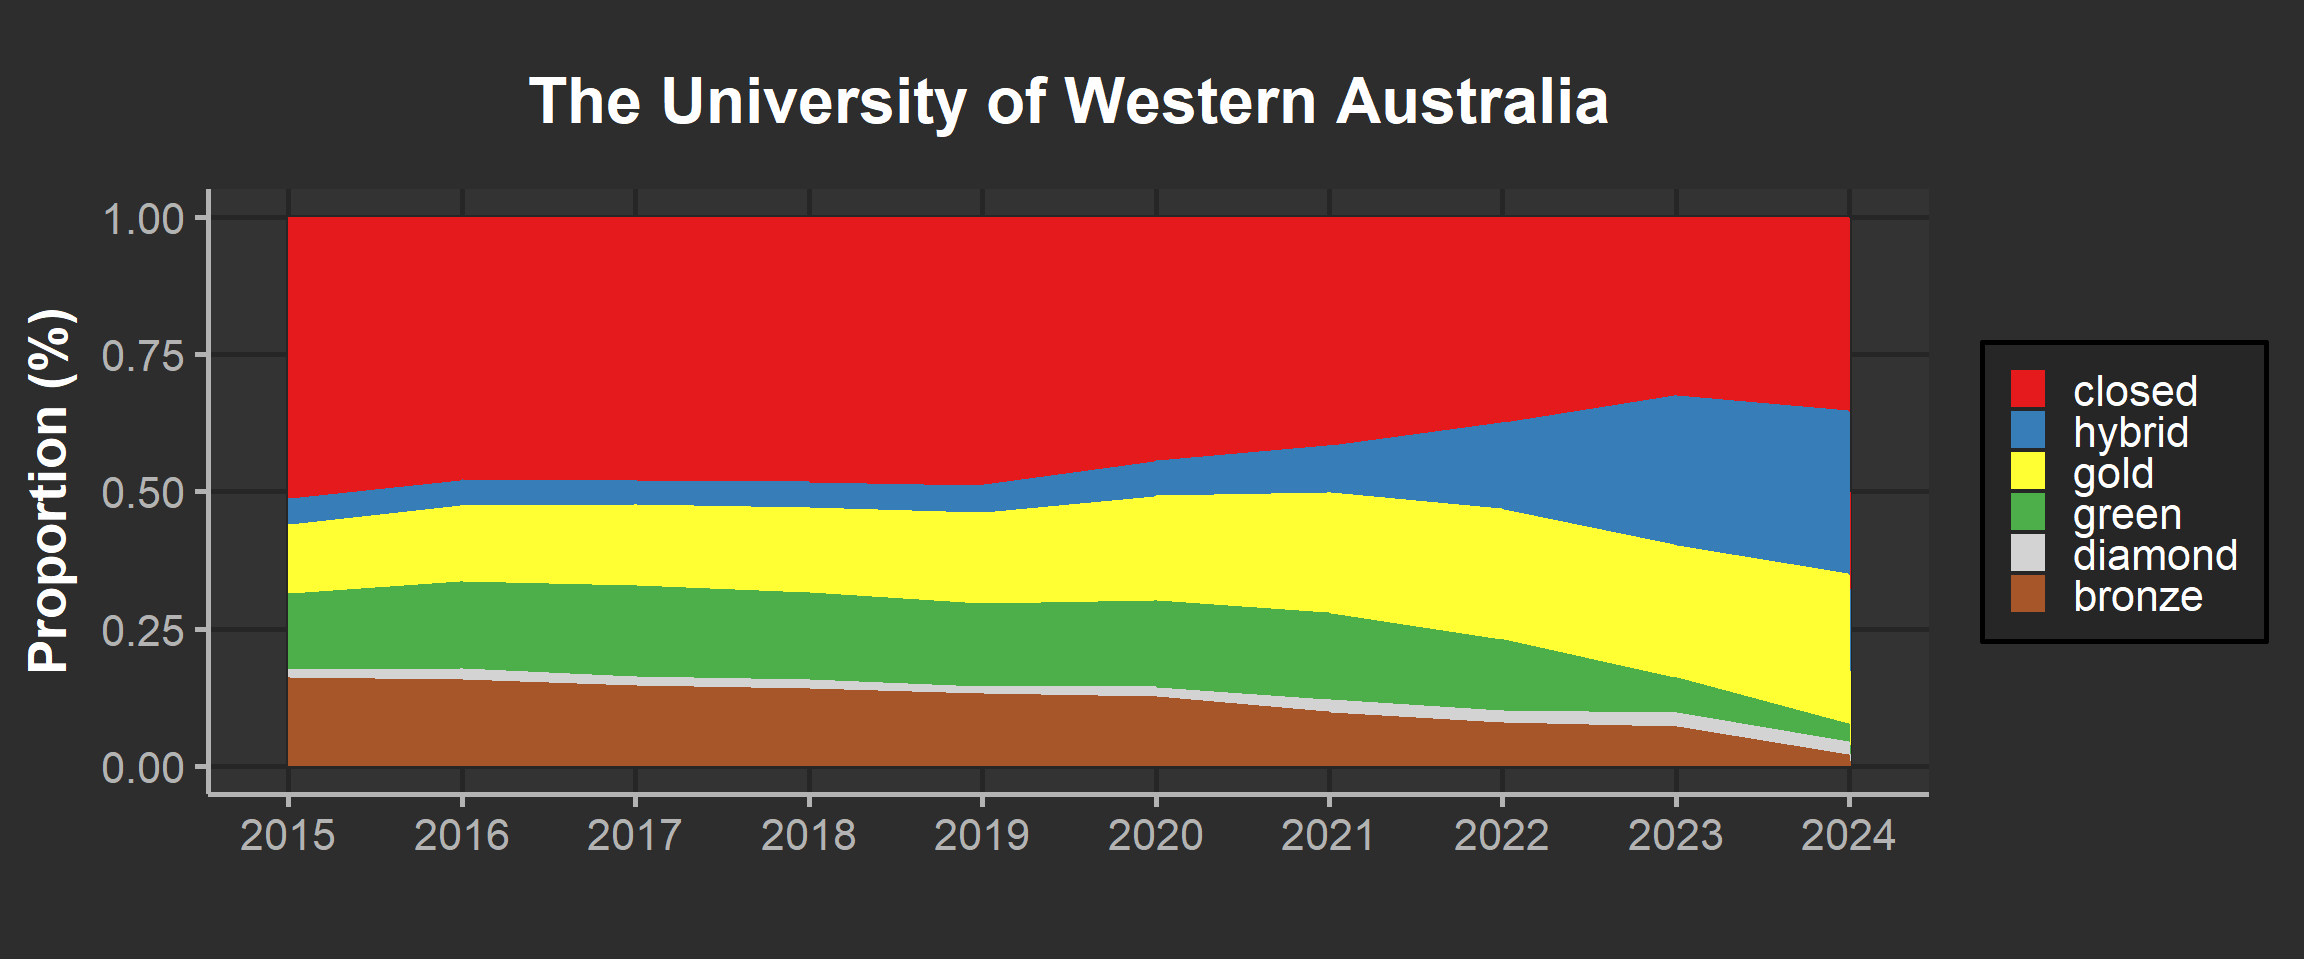 The University of Western Australia
Proportion (%)
1.00
0.75
0.50
0.25
0.00
2015 2016 2017 2018 2019 2020 2021 2022 2023 2024
closed
hybrid
gold
green
diamond
bronze